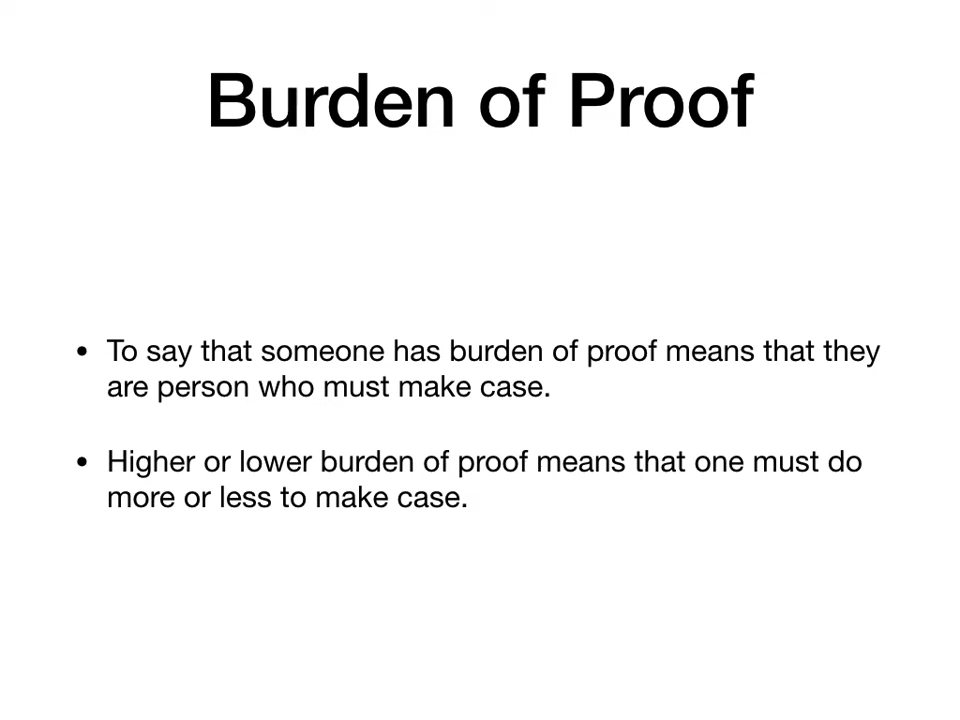 Burden of Proof
• To say that someone has burden of proof means that they
are person who must make case.
• Higher or lower burden of proof means that one must do
more or less to make case.